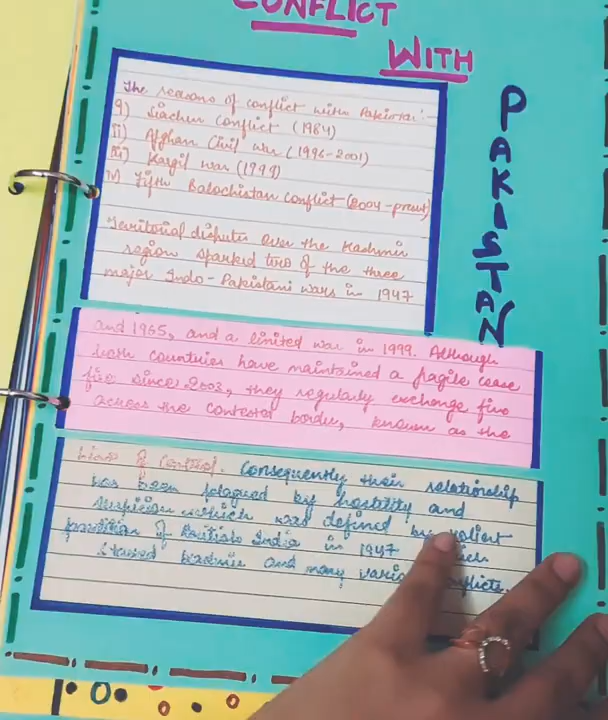 CONFLICT
WITH
PAKISTAN
The reasons of conflict with Pakistan:-
i) Siachen conflict (1984)
ii) Afghan Civil war (1996-2001)
iii) Kargil war (1999)
iv) Fifth Balochistan conflict (2004-present)
Territorial disputes over the Kashmir
region sparked two of the three
major Indo-Pakistani wars in 1947
and 1965, and a limited war in 1999. Although
both countries have maintained a fragile cease
fire since 2003, they regularly exchange fire
across the contested border, known as the
Line of Control. Consequently their relationship
has been plagued by hostility and
suspicion which was defined by violent
partition of British India in 1947
and many conflicts.